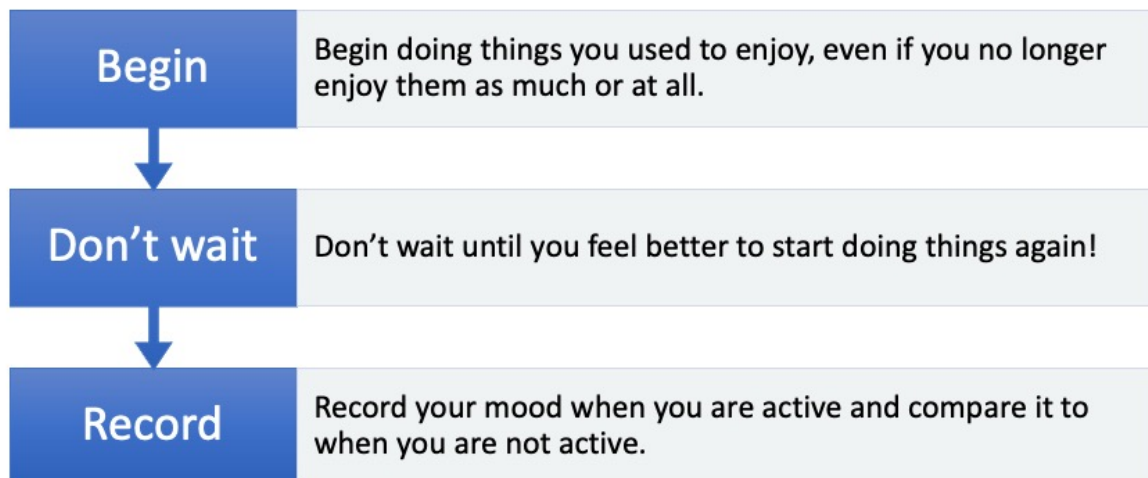 Begin
Begin doing things you used to enjoy, even if you no longer
enjoy them as much or at all.
Don’t wait
Don’t wait until you feel better to start doing things again!
Record
Record your mood when you are active and compare it to
when you are not active.